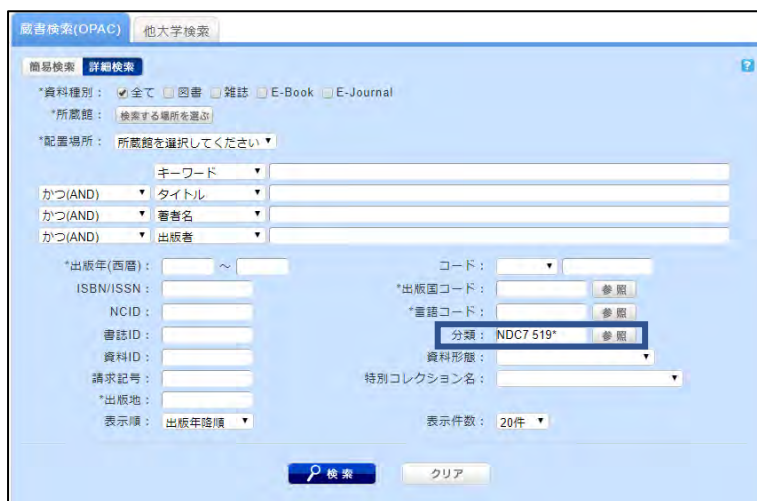 蔵書検索(OPAC) 他大学検索
簡易検索 詳細検索 ?
*資料種別： 全て 図書 雑誌 E-Book E-Journal
*所蔵館： 検索する場所を選ぶ
*配置場所： 所蔵館を選択してください
キーワード
かつ(AND) タイトル
かつ(AND) 著者名
かつ(AND) 出版者
*出版年(西暦)： ～ コード：
ISBN/ISSN： *出版国コード： 参照
NCID： *言語コード： 参照
書誌ID： 分類： NDC7 519* 参照
資料ID： 資料形態：
請求記号： 特別コレクション名：
*出版地：
表示順： 出版年降順 表示件数： 20件
検索 クリア